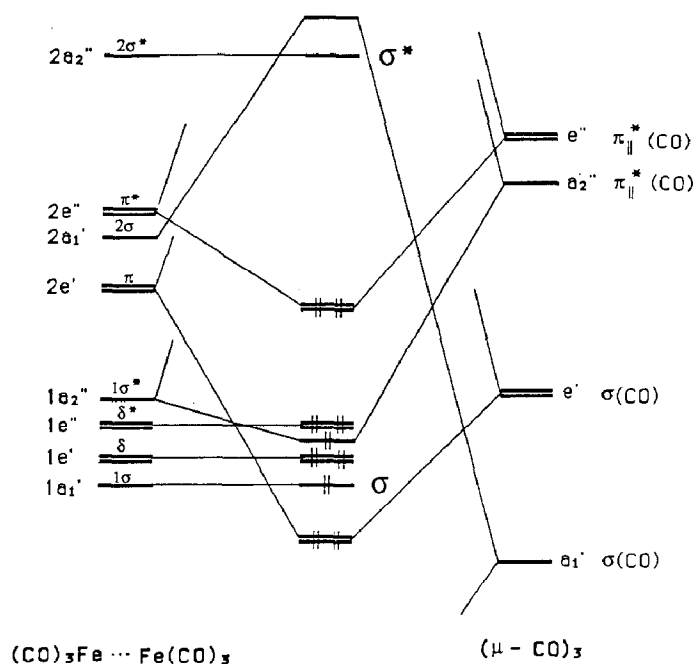 2a₂" 2σ*
σ*
e" π∥* (CO)
a₂" π∥* (CO)
2e" π*
2a₁' 2σ
2e' π
1a₂" 1σ*
e' σ(CO)
1e" δ*
1e' δ
1a₁' 1σ
σ
a₁' σ(CO)
(CO)₃Fe ··· Fe(CO)₃
(μ - CO)₃